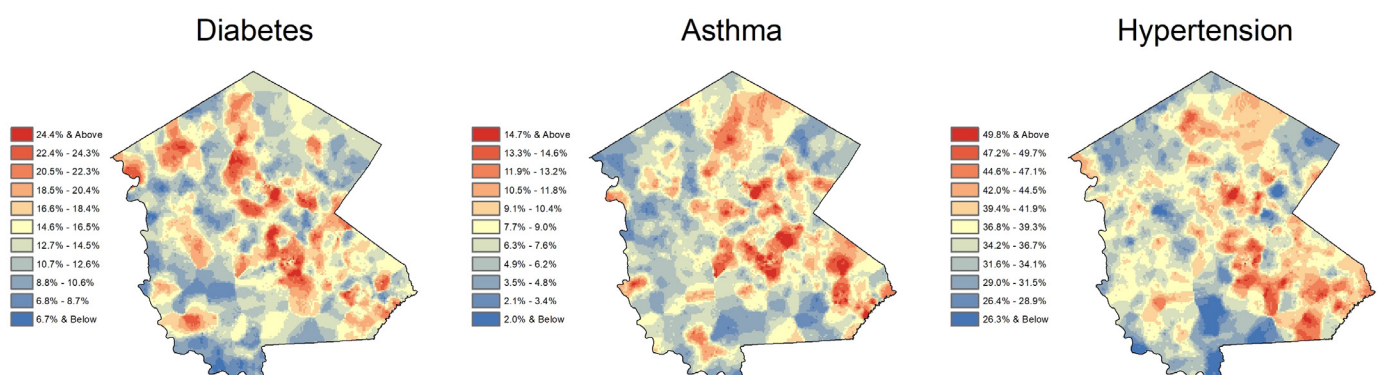 Diabetes
24.4% & Above
22.4% - 24.3%
20.5% - 22.3%
18.5% - 20.4%
16.6% - 18.4%
14.6% - 16.5%
12.7% - 14.5%
10.7% - 12.6%
8.8% - 10.6%
6.8% - 8.7%
6.7% & Below
Asthma
14.7% & Above
13.3% - 14.6%
11.9% - 13.2%
10.5% - 11.8%
9.1% - 10.4%
7.7% - 9.0%
6.3% - 7.6%
4.9% - 6.2%
3.5% - 4.8%
2.1% - 3.4%
2.0% & Below
Hypertension
49.8% & Above
47.2% - 49.7%
44.6% - 47.1%
42.0% - 44.5%
39.4% - 41.9%
36.8% - 39.3%
34.2% - 36.7%
31.6% - 34.1%
29.0% - 31.5%
26.4% - 28.9%
26.3% & Below